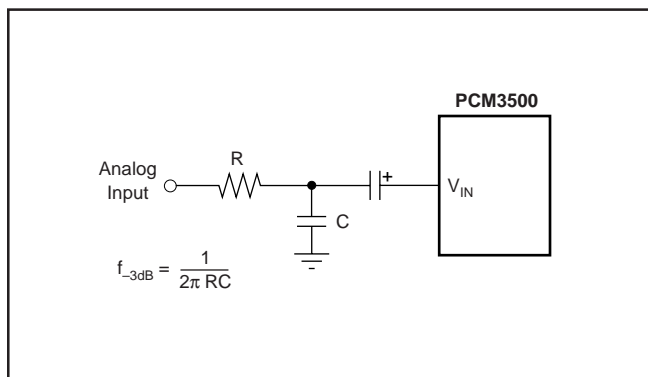 PCM3500
Analog
Input
R
+
V_IN
C
f_–3dB = 1
2π RC